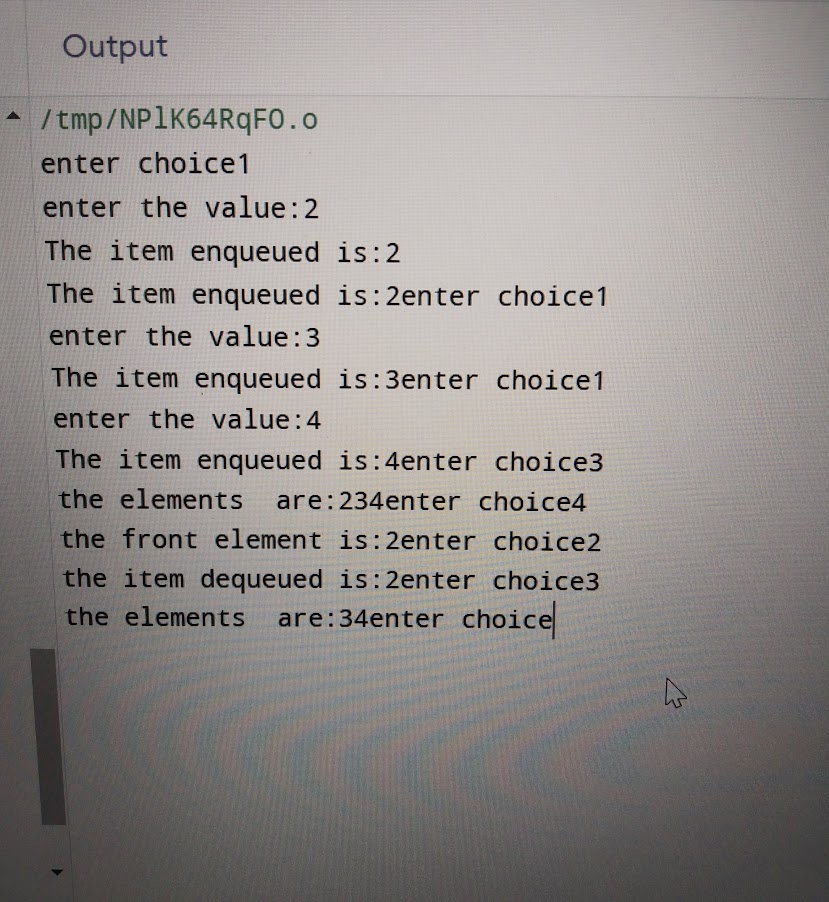 Output
/tmp/NPlK64RqFO.o
enter choice1
enter the value:2
The item enqueued is:2
The item enqueued is:2enter choice1
enter the value:3
The item enqueued is:3enter choice1
enter the value:4
The item enqueued is:4enter choice3
the elements  are:234enter choice4
the front element is:2enter choice2
the item dequeued is:2enter choice3
the elements  are:34enter choice